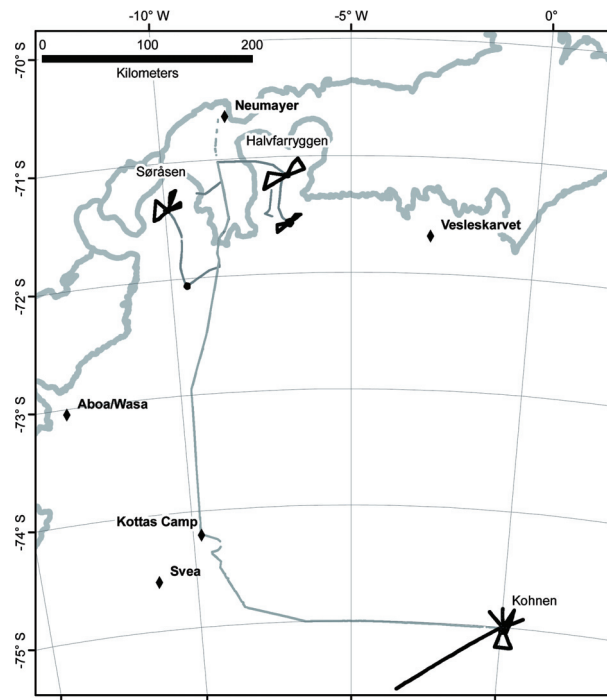 -10° W
-5° W
0°
-70° S
0
100
200
Kilometers
Neumayer
Halvfarryggen
-71° S
Søråsen
Vesleskarvet
-72° S
Aboa/Wasa
-73° S
Kottas Camp
-74° S
Svea
Kohnen
-75° S